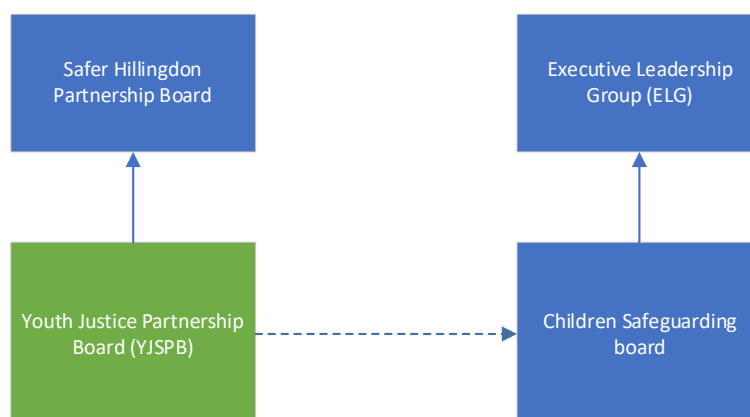 Safer Hillingdon
Partnership Board
Executive Leadership
Group (ELG)
Youth Justice Partnership
Board (YJSPB)
Children Safeguarding
board